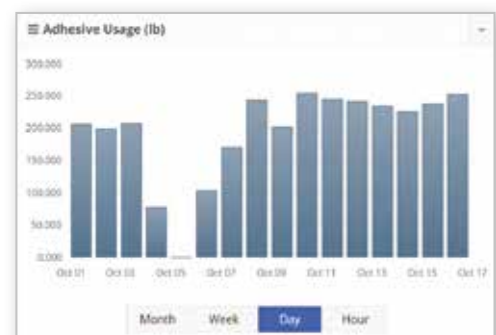 Adhesive Usage (lb)
300.000
250.000
200.000
150.000
100.000
50.000
0.000
Oct 01 Oct 03 Oct 05 Oct 07 Oct 09 Oct 11 Oct 13 Oct 15 Oct 17
Month Week Day Hour